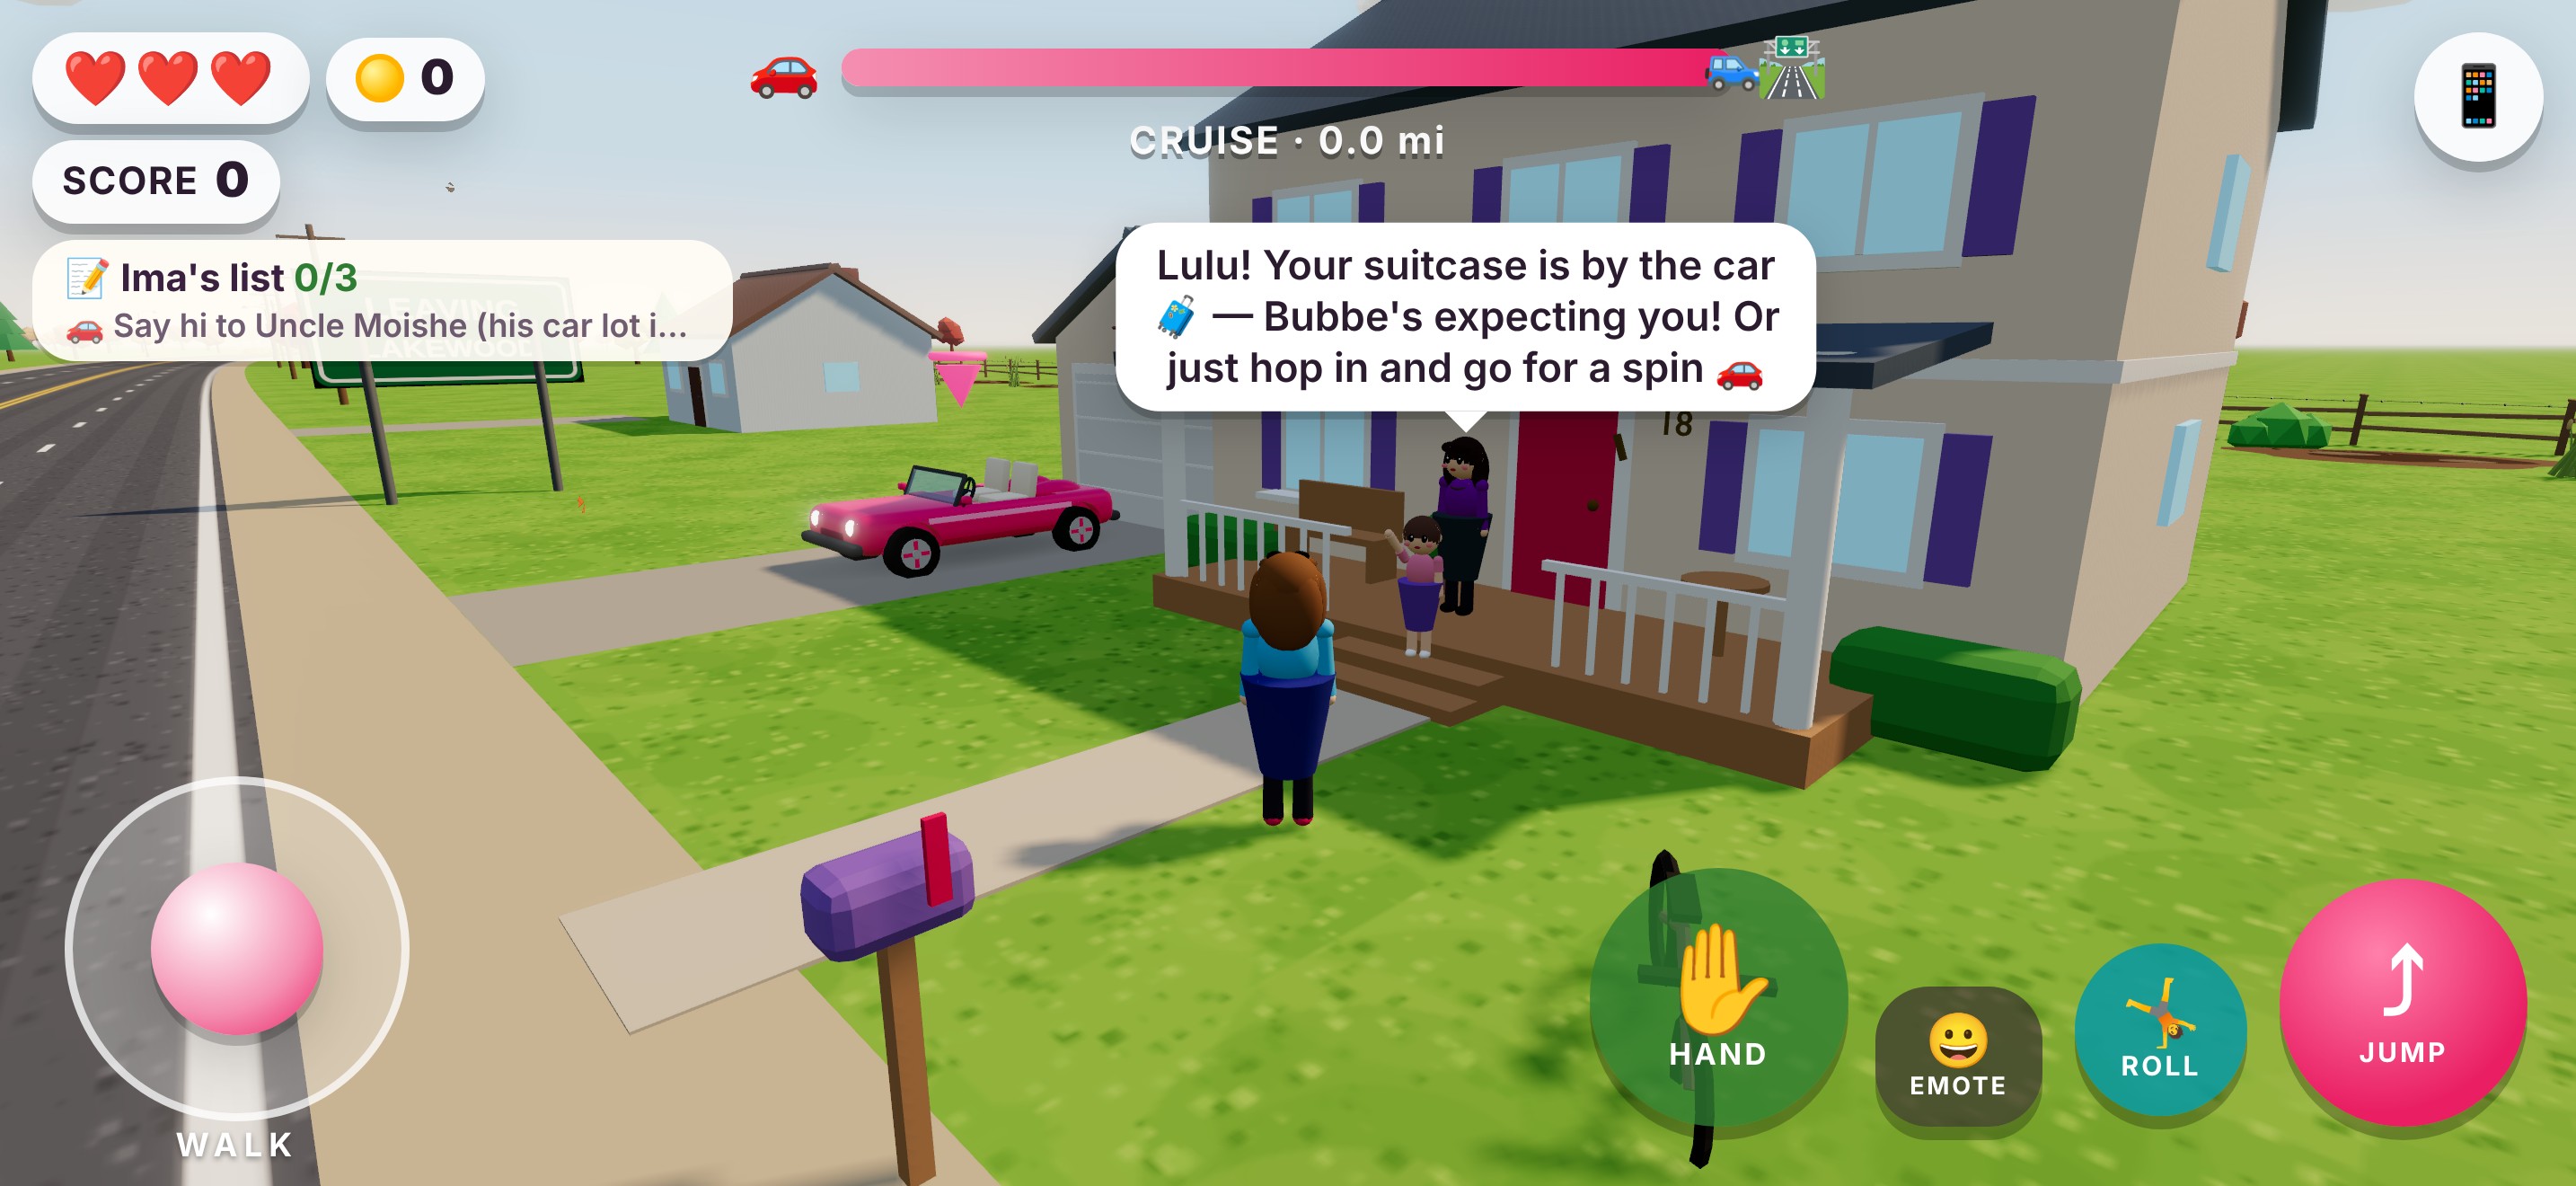 0
CRUISE · 0.0 mi
SCORE 0
Ima's list 0/3
Say hi to Uncle Moishe (his car lot i...
LEAVING
LAKEWOOD
Lulu! Your suitcase is by the car
— Bubbe's expecting you! Or
just hop in and go for a spin
18
WALK
HAND
EMOTE
ROLL
JUMP